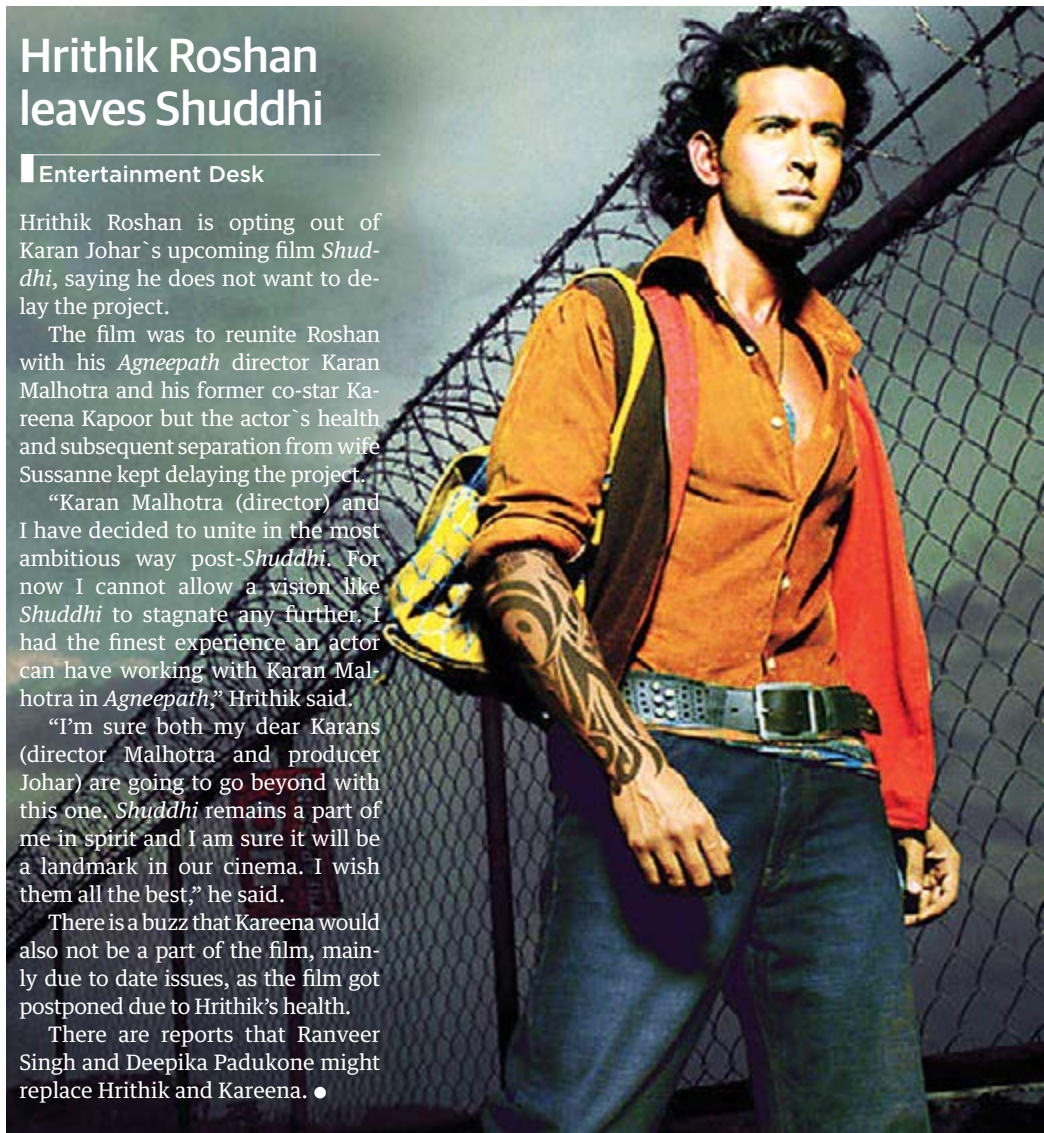 Hrithik Roshan
leaves Shuddhi
Entertainment Desk
Hrithik Roshan is opting out of
Karan Johar`s upcoming film Shud-
dhi, saying he does not want to de-
lay the project.
The film was to reunite Roshan
with his Agneepath director Karan
Malhotra and his former co-star Ka-
reena Kapoor but the actor`s health
and subsequent separation from wife
Sussanne kept delaying the project.
“Karan Malhotra (director) and
I have decided to unite in the most
ambitious way post-Shuddhi. For
now I cannot allow a vision like
Shuddhi to stagnate any further. I
had the finest experience an actor
can have working with Karan Mal-
hotra in Agneepath,” Hrithik said.
“I’m sure both my dear Karans
(director Malhotra and producer
Johar) are going to go beyond with
this one. Shuddhi remains a part of
me in spirit and I am sure it will be
a landmark in our cinema. I wish
them all the best,” he said.
There is a buzz that Kareena would
also not be a part of the film, main-
ly due to date issues, as the film got
postponed due to Hrithik’s health.
There are reports that Ranveer
Singh and Deepika Padukone might
replace Hrithik and Kareena. ●